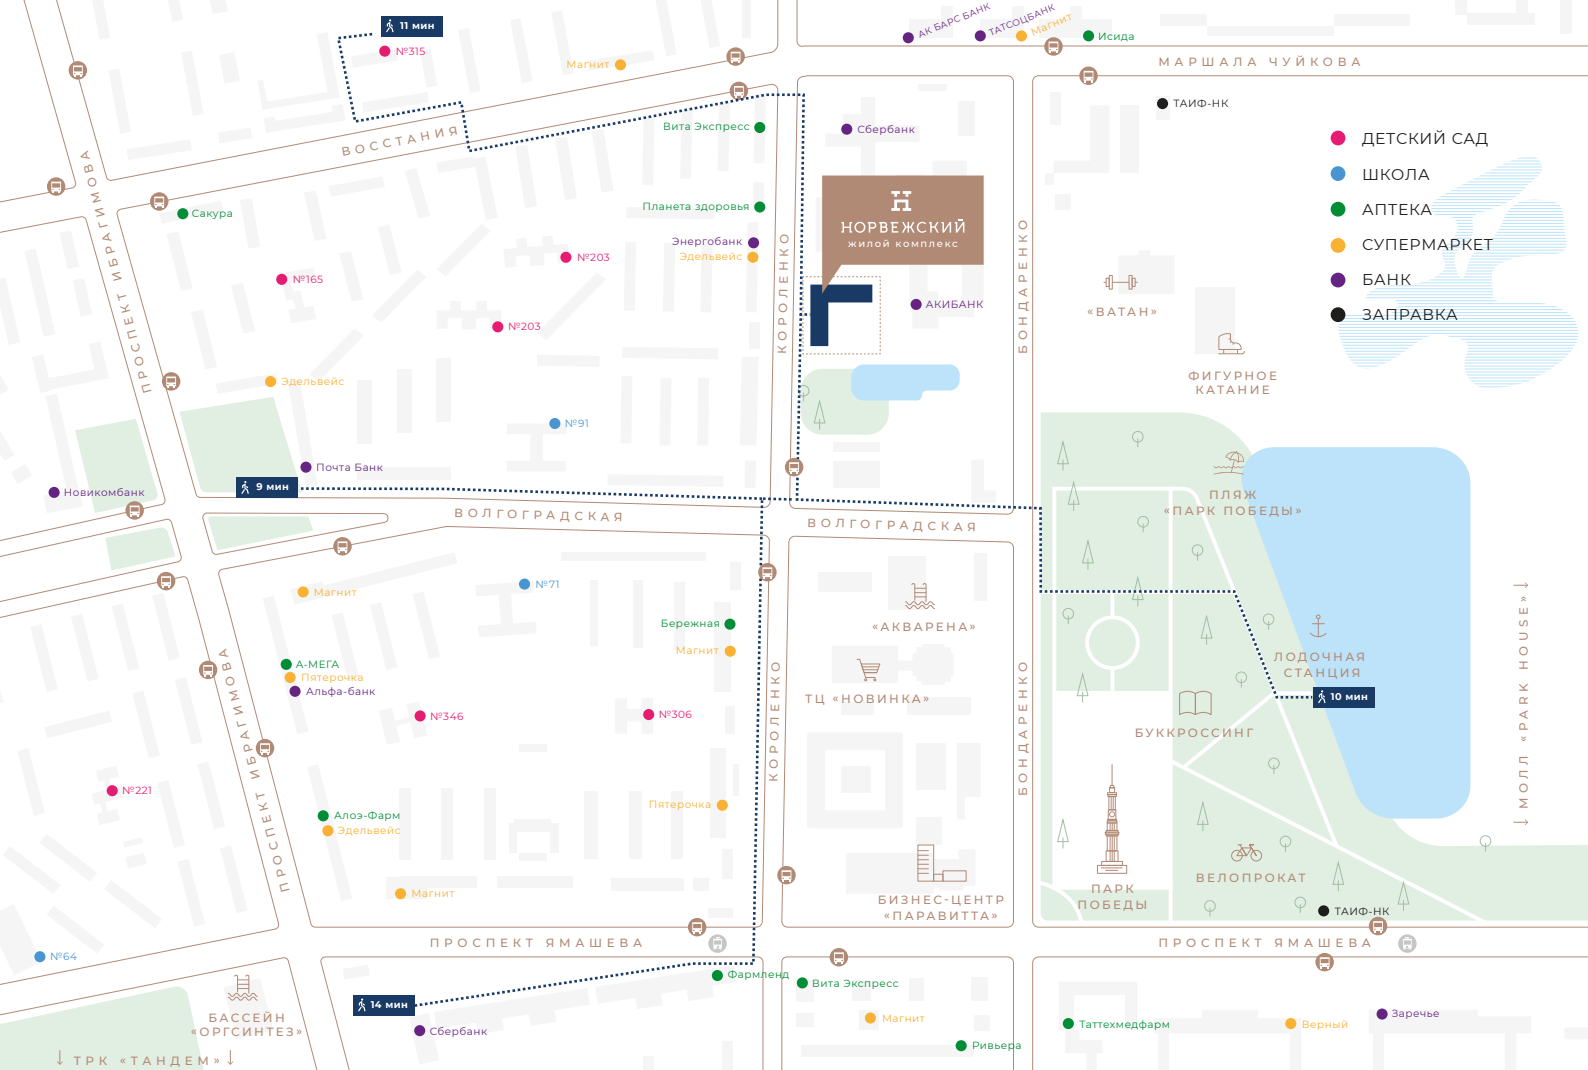 11 мин
№315
Магнит
АК БАРС БАНК
ТАТСОЦБАНК
Магнит
Исида
МАРШАЛА ЧУЙКОВА
ТАИФ-НК
ВОССТАНИЯ
Вита Экспресс
Сбербанк
ДЕТСКИЙ САД
ШКОЛА
АПТЕКА
СУПЕРМАРКЕТ
БАНК
ЗАПРАВКА
ПРОСПЕКТ ИБРАГИМОВА
Сакура
Планета здоровья
НОРВЕЖСКИЙ
жилой комплекс
Энергобанк
Эдельвейс
№203
№165
№203
КОРОЛЕНКО
БОНДАРЕНКО
АКИБАНК
«ВАТАН»
ФИГУРНОЕ
КАТАНИЕ
Эдельвейс
№91
Почта Банк
9 мин
Новикомбанк
ВОЛГОГРАДСКАЯ
ВОЛГОГРАДСКАЯ
ПЛЯЖ
«ПАРК ПОБЕДЫ»
Магнит
№71
Бережная
Магнит
«АКВАРЕНА»
А-МЕГА
Пятерочка
Альфа-банк
№346
№306
ТЦ «НОВИНКА»
КОРОЛЕНКО
БОНДАРЕНКО
ЛОДОЧНАЯ
СТАНЦИЯ
10 мин
БУККРОССИНГ
МОЛЛ «PARK HOUSE»
ПРОСПЕКТ ИБРАГИМОВА
№221
Алоэ-Фарм
Эдельвейс
Пятерочка
Магнит
БИЗНЕС-ЦЕНТР
«ПАРАВИТТА»
ПАРК
ПОБЕДЫ
ВЕЛОПРОКАТ
ТАИФ-НК
ПРОСПЕКТ ЯМАШЕВА
ПРОСПЕКТ ЯМАШЕВА
№64
БАССЕЙН
«ОРГСИНТЕЗ»
ТРК «ТАНДЕМ»
14 мин
Сбербанк
Фармленд
Вита Экспресс
Магнит
Ривьера
Таттехмедфарм
Верный
Заречье